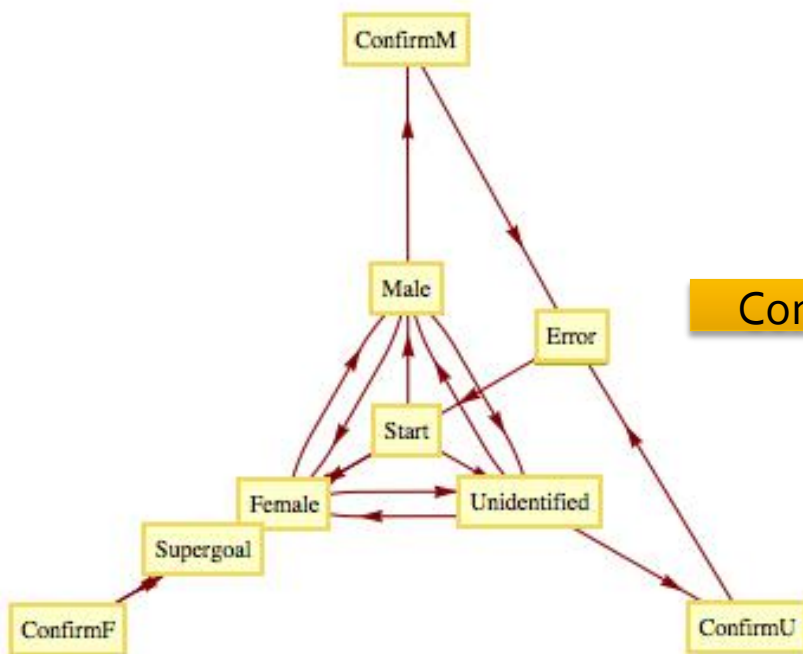 ConfirmM
Male
Error
Start
Female
Unidentified
Supergoal
ConfirmF
ConfirmU